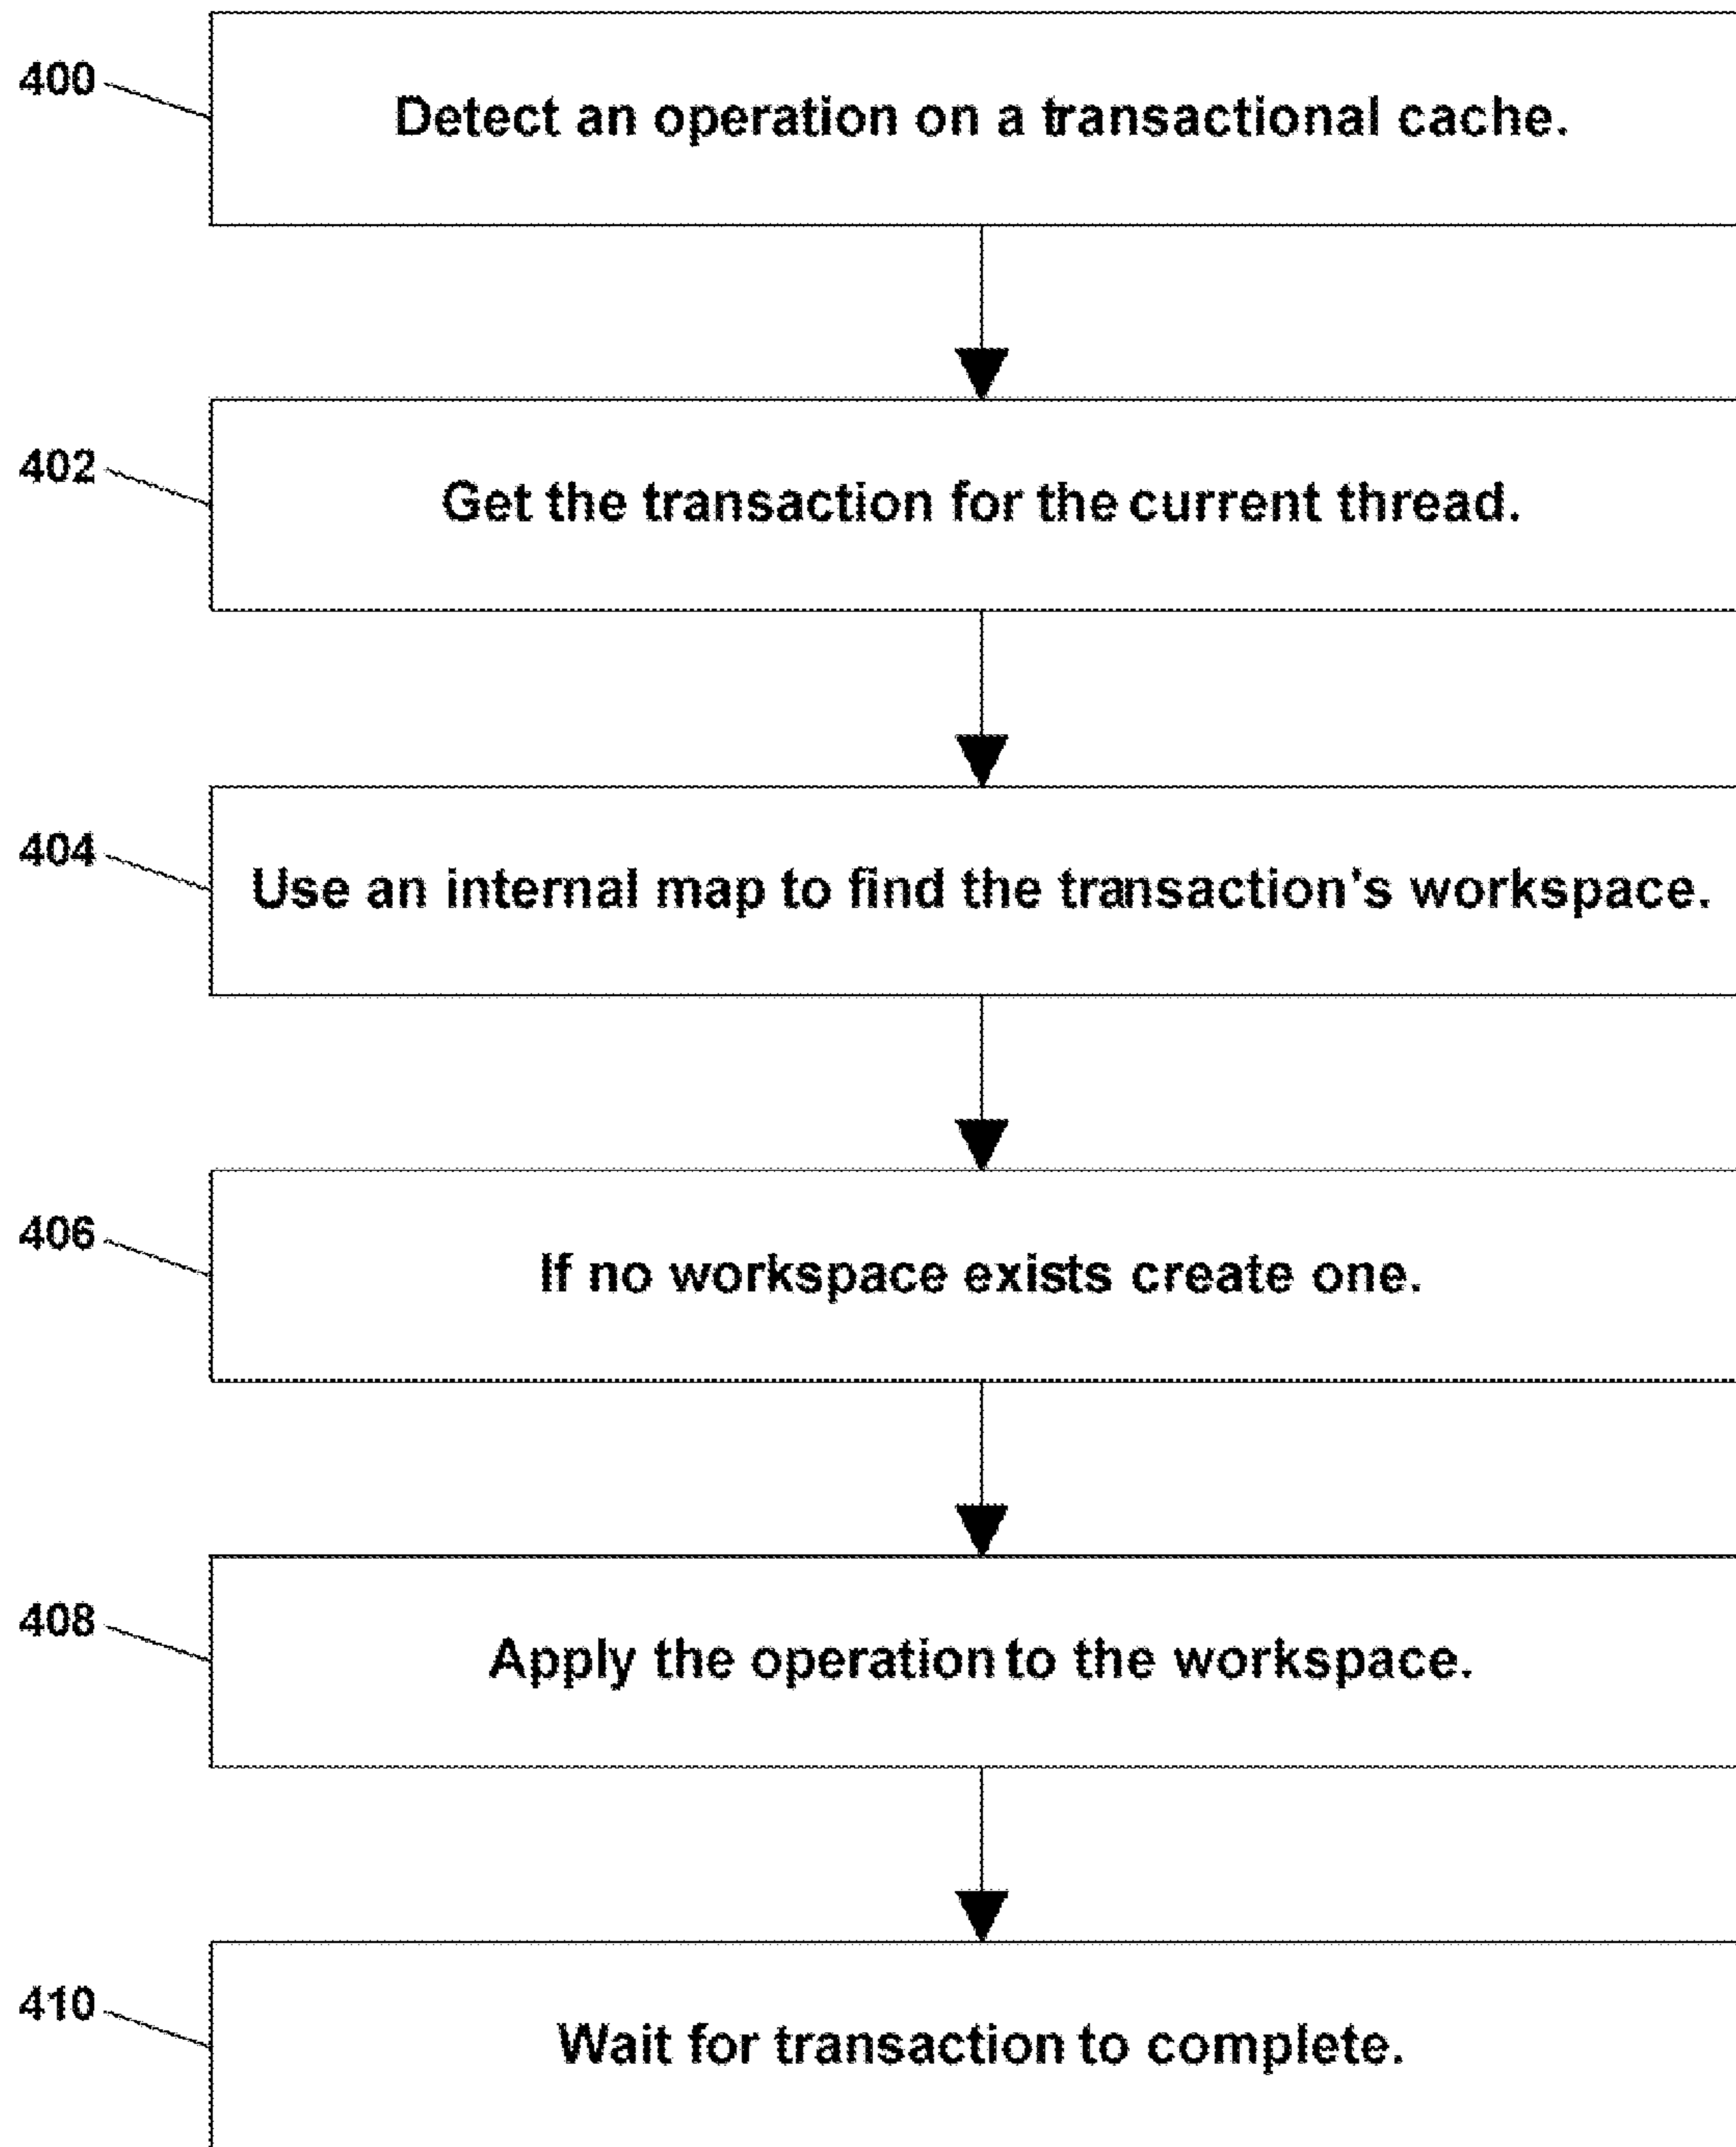 400
Detect an operation on a transactional cache.
402
Get the transaction for the current thread.
404
Use an internal map to find the transaction's workspace.
406
If no workspace exists create one.
408
Apply the operation to the workspace.
410
Wait for transaction to complete.